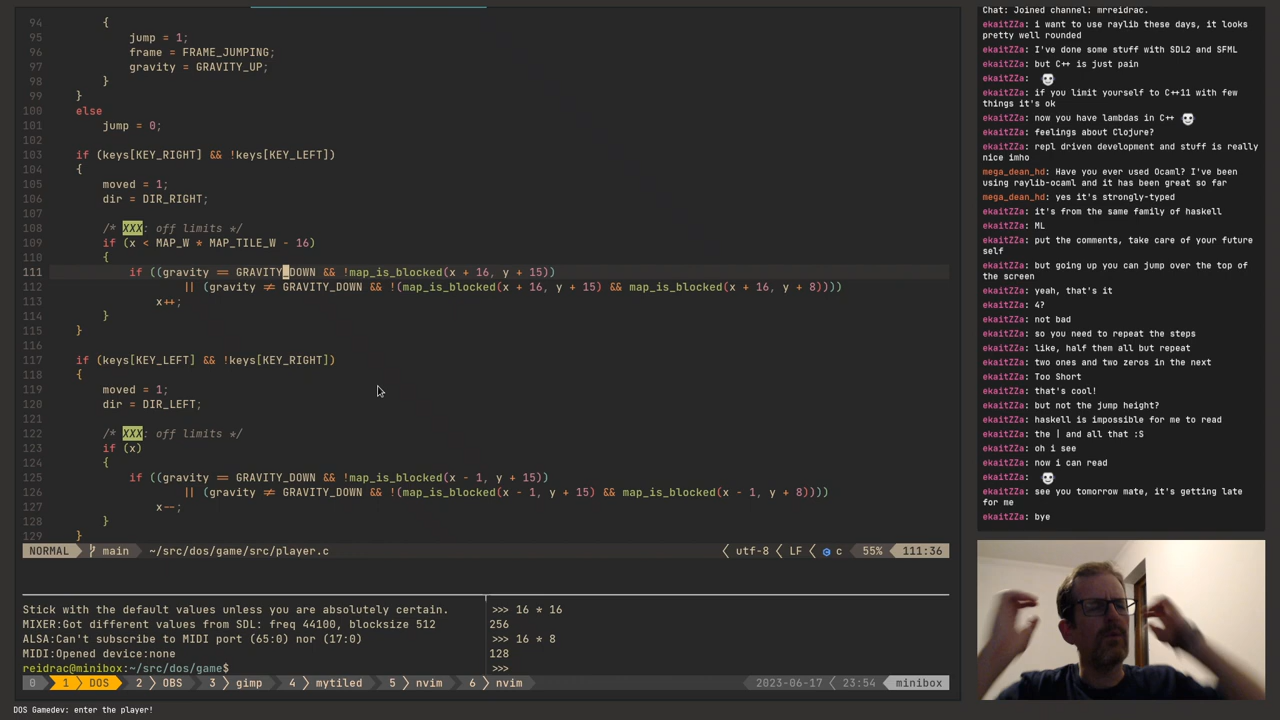 94 {
95 jump = 1;
96 frame = FRAME_JUMPING;
97 gravity = GRAVITY_UP;
98 }
99 }
100 else
101 jump = 0;
102
103 if (keys[KEY_RIGHT] && !keys[KEY_LEFT])
104 {
105 moved = 1;
106 dir = DIR_RIGHT;
107
108 /* XXX: off limits */
109 if (x < MAP_W * MAP_TILE_W - 16)
110 {
111 if ((gravity == GRAVITY_DOWN && !map_is_blocked(x + 16, y + 15))
112 || (gravity ≠ GRAVITY_DOWN && !(map_is_blocked(x + 16, y + 15) && map_is_blocked(x + 16, y + 8))))
113 x++;
114 }
115 }
116
117 if (keys[KEY_LEFT] && !keys[KEY_RIGHT])
118 {
119 moved = 1;
120 dir = DIR_LEFT;
121
122 /* XXX: off limits */
123 if (x)
124 {
125 if ((gravity == GRAVITY_DOWN && !map_is_blocked(x - 1, y + 15))
126 || (gravity ≠ GRAVITY_DOWN && !(map_is_blocked(x - 1, y + 15) && map_is_blocked(x - 1, y + 8))))
127 x--;
128 }
129 }
NORMAL main ~/src/dos/game/src/player.c utf-8 LF c 55% 111:36
Stick with the default values unless you are absolutely certain.
MIXER:Got different values from SDL: freq 44100, blocksize 512
ALSA:Can't subscribe to MIDI port (65:0) nor (17:0)
MIDI:Opened device:none
reidrac@minibox:~/src/dos/game$
>>> 16 * 16
256
>>> 16 * 8
128
>>>
0 1 DOS 2 OBS 3 gimp 4 mytiled 5 nvim 6 nvim 2023-06-17 23:54 minibox
DOS Gamedev: enter the player!
Chat: Joined channel: mrreidrac.
ekaitZZa: i want to use raylib these days, it looks
pretty well rounded
ekaitZZa: I've done some stuff with SDL2 and SFML
ekaitZZa: but C++ is just pain
ekaitZZa:
ekaitZZa: if you limit yourself to C++11 with few
things it's ok
ekaitZZa: now you have lambdas in C++
ekaitZZa: feelings about Clojure?
ekaitZZa: repl driven development and stuff is really
nice imho
mega_dean_hd: Have you ever used Ocaml? I've been
using raylib-ocaml and it has been great so far
mega_dean_hd: yes it's strongly-typed
ekaitZZa: it's from the same family of haskell
ekaitZZa: ML
ekaitZZa: put the comments, take care of your future
self
ekaitZZa: but going up you can jump over the top of
the screen
ekaitZZa: yeah, that's it
ekaitZZa: 4?
ekaitZZa: not bad
ekaitZZa: so you need to repeat the steps
ekaitZZa: like, half them all but repeat
ekaitZZa: two ones and two zeros in the next
ekaitZZa: Too Short
ekaitZZa: that's cool!
ekaitZZa: but not the jump height?
ekaitZZa: haskell is impossible for me to read
ekaitZZa: the | and all that :S
ekaitZZa: oh i see
ekaitZZa: now i can read
ekaitZZa:
ekaitZZa: see you tomorrow mate, it's getting late
for me
ekaitZZa: bye